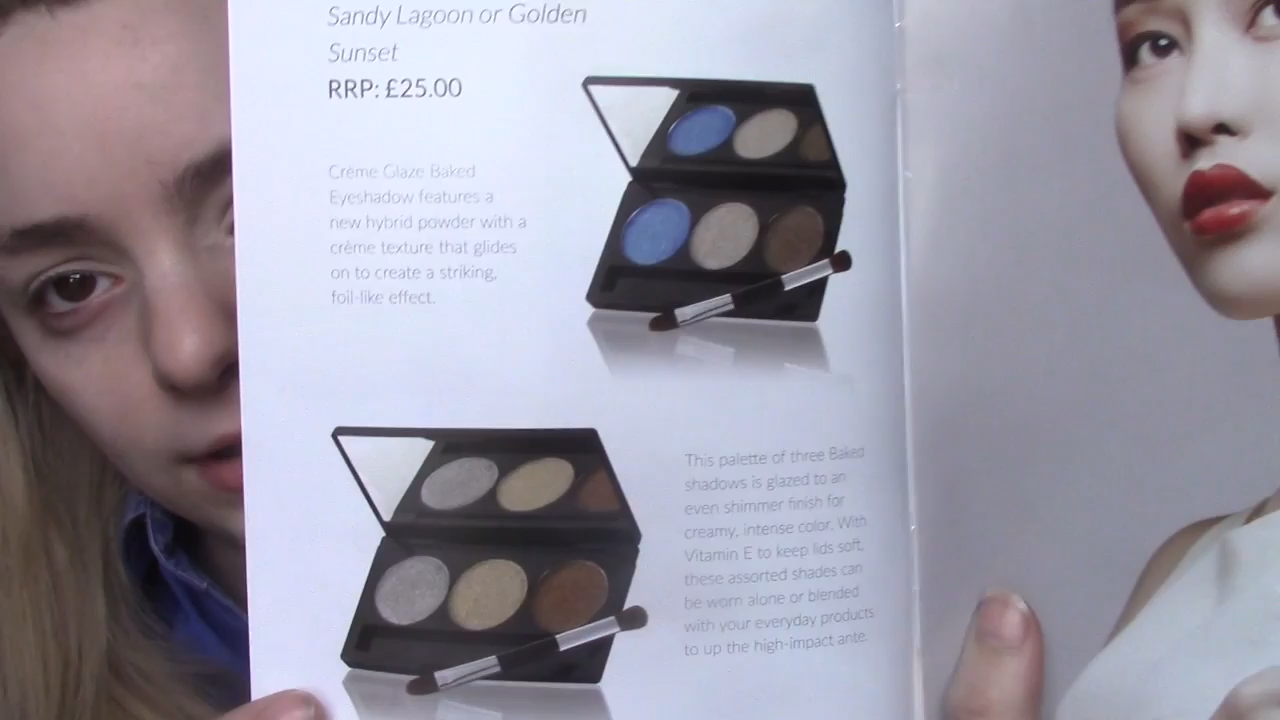 Sandy Lagoon or Golden
Sunset
RRP: £25.00
Crème Glaze Baked
Eyeshadow features a
new hybrid powder with a
crème texture that glides
on to create a striking,
foil-like effect.
This palette of three Baked
shadows is glazed to an
even shimmer finish for
creamy, intense color. With
Vitamin E to keep lids soft,
these assorted shades can
be worn alone or blended
with your everyday products
to up the high-impact ante.